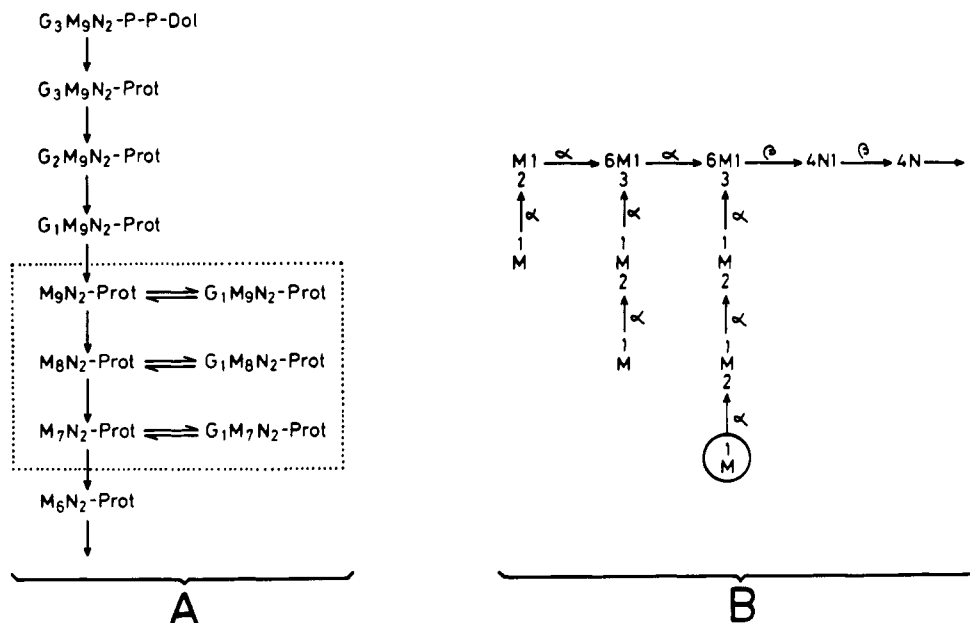 G3M9N2-P-P-Dol
G3M9N2-Prot
G2M9N2-Prot
G1M9N2-Prot
M9N2-Prot G1M9N2-Prot
M8N2-Prot G1M8N2-Prot
M7N2-Prot G1M7N2-Prot
M6N2-Prot
A
M1 α 6M1 α 6M1 β 4N1 β 4N
2 3 3
α α α
1 1 1
M M M
2 2
α α
1 1
M M
2
α
1
M
B